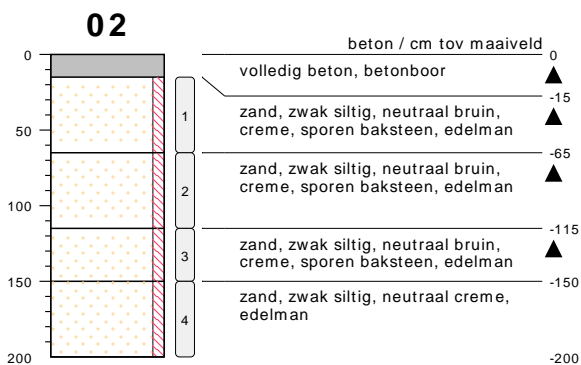 02
beton / cm tov maaiveld
0
0
volledig beton, betonboor
-15
1
zand, zwak siltig, neutraal bruin,
creme, sporen baksteen, edelman
50
-65
2
zand, zwak siltig, neutraal bruin,
creme, sporen baksteen, edelman
100
-115
3
zand, zwak siltig, neutraal bruin,
creme, sporen baksteen, edelman
150
-150
4
zand, zwak siltig, neutraal creme,
edelman
200
-200